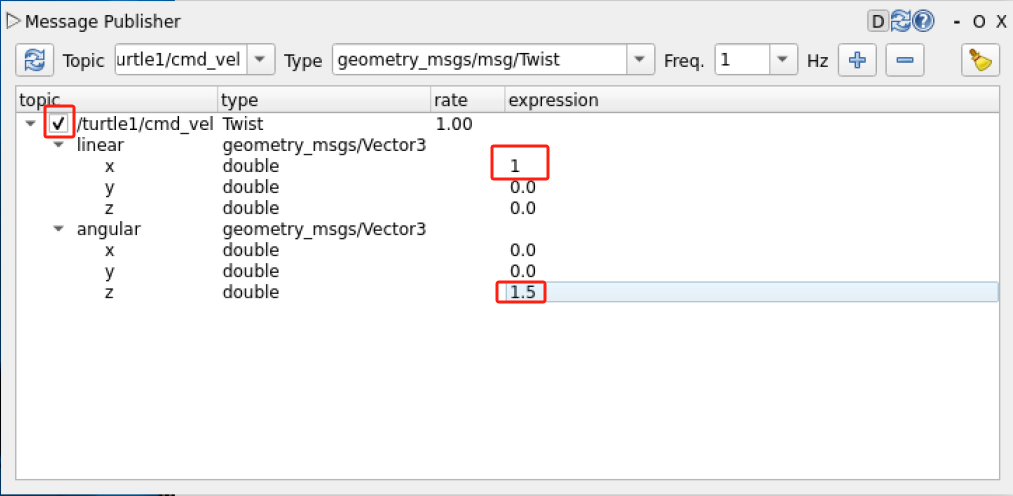 Message Publisher D ? - O X
Topic urtle1/cmd_vel Type geometry_msgs/msg/Twist Freq. 1 Hz
topic type rate expression
/turtle1/cmd_vel Twist 1.00
linear geometry_msgs/Vector3
x double 1
y double 0.0
z double 0.0
angular geometry_msgs/Vector3
x double 0.0
y double 0.0
z double 1.5